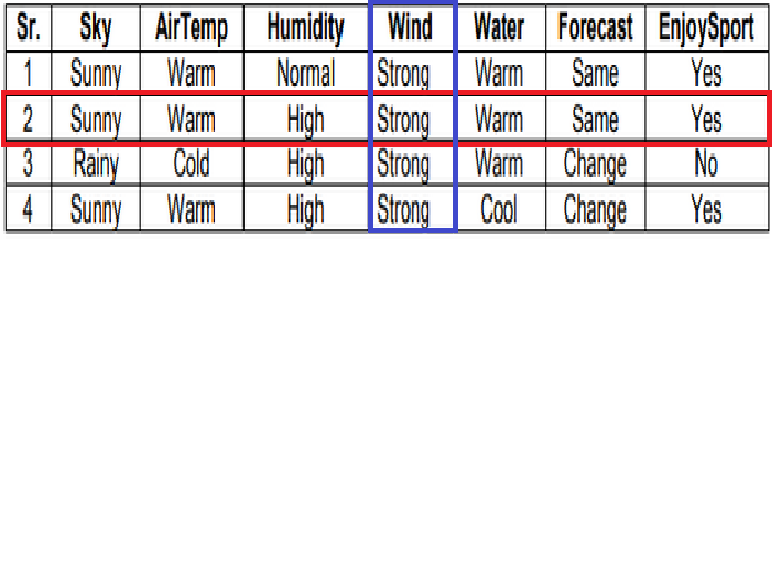 Sr. Sky AirTemp Humidity Wind Water Forecast EnjoySport
1 Sunny Warm Normal Strong Warm Same Yes
2 Sunny Warm High Strong Warm Same Yes
3 Rainy Cold High Strong Warm Change No
4 Sunny Warm High Strong Cool Change Yes